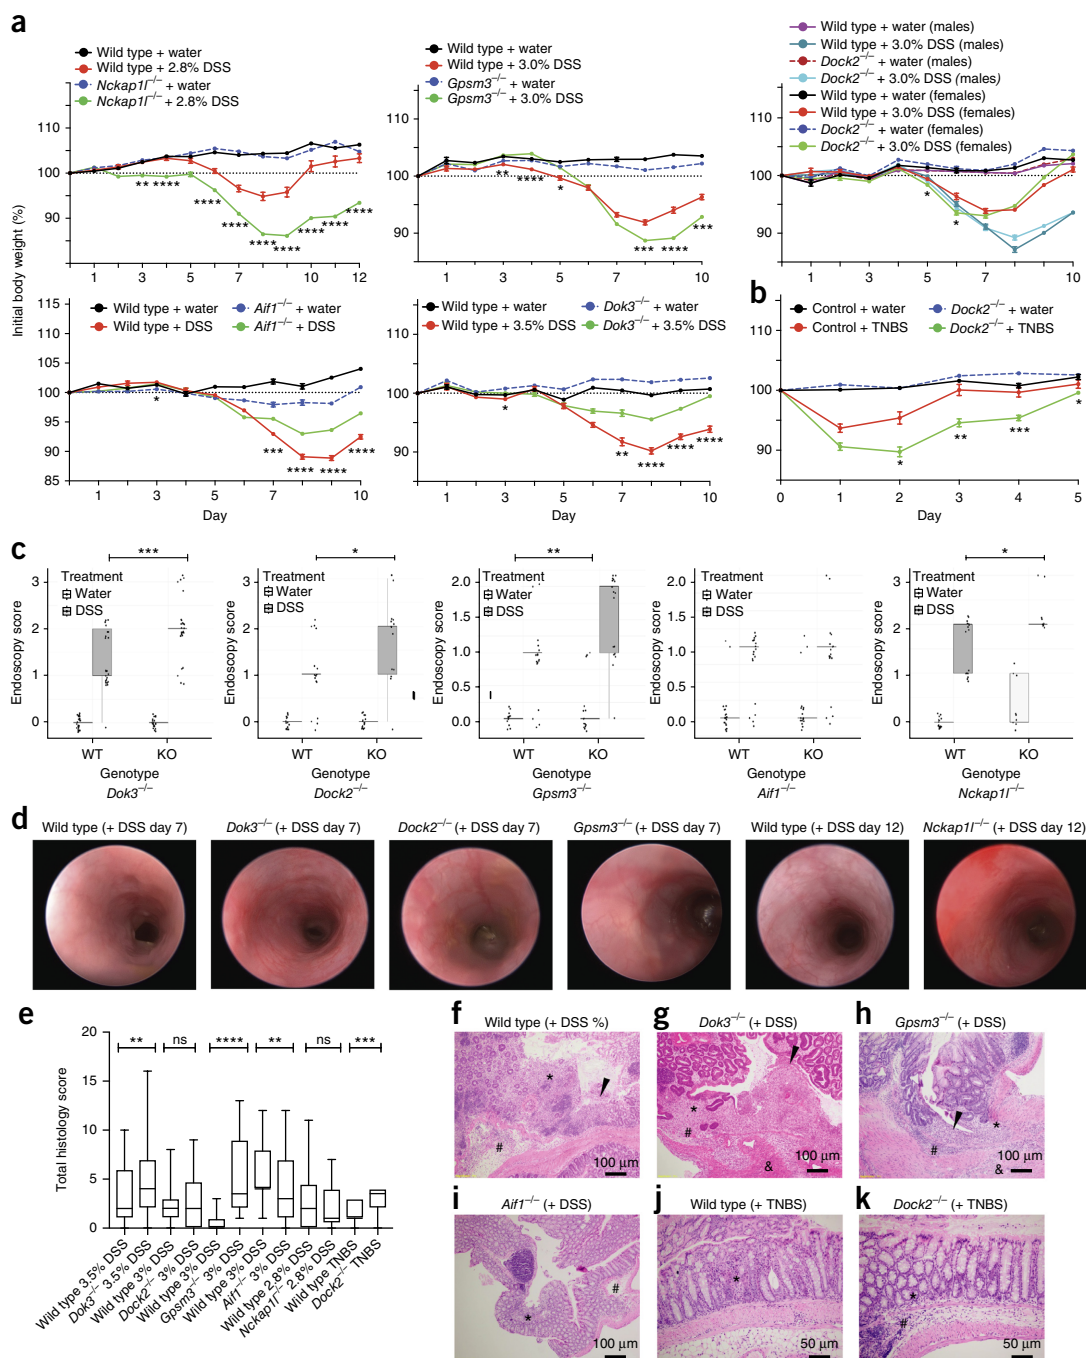 a
Wild type + water
Wild type + 2.8% DSS
Nckap1l–/– + water
Nckap1l–/– + 2.8% DSS
110
100
90
** **** **** **** **** **** **** **** ****
1 3 5 7 10 12
Initial body weight (%)
Wild type + water
Wild type + 3.0% DSS
Gpsm3–/– + water
Gpsm3–/– + 3.0% DSS
110
100
90
** **** * *** **** ***
1 3 5 7 10
Wild type + water (males)
Wild type + 3.0% DSS (males)
Dock2–/– + water (males)
Dock2–/– + 3.0% DSS (males)
Wild type + water (females)
Wild type + 3.0% DSS (females)
Dock2–/– + water (females)
Dock2–/– + 3.0% DSS (females)
110
100
90
* *
1 3 5 7 10
Wild type + water
Wild type + DSS
Aif1–/– + water
Aif1–/– + DSS
115
110
105
100
95
90
85
* *** **** **** ****
1 3 5 7 10
Day
Wild type + water
Wild type + 3.5% DSS
Dok3–/– + water
Dok3–/– + 3.5% DSS
110
100
90
* ** **** **** ****
1 3 5 7 10
Day
b
Control + water
Control + TNBS
Dock2–/– + water
Dock2–/– + TNBS
110
100
90
* ** *** *
0 1 2 3 4 5
Day
c
***
Treatment
Water
DSS
Endoscopy score
3
2
1
0
WT KO
Genotype
Dok3–/–
*
Treatment
Water
DSS
Endoscopy score
3
2
1
0
WT KO
Genotype
Dock2–/–
**
Treatment
Water
DSS
Endoscopy score
2.0
1.5
1.0
0.5
0.0
WT KO
Genotype
Gpsm3–/–
Treatment
Water
DSS
Endoscopy score
2.0
1.5
1.0
0.5
0.0
WT KO
Genotype
Aif1–/–
*
Treatment
Water
DSS
Endoscopy score
3
2
1
0
WT KO
Genotype
Nckap1l–/–
d
Wild type (+ DSS day 7)
Dok3–/– (+ DSS day 7)
Dock2–/– (+ DSS day 7)
Gpsm3–/– (+ DSS day 7)
Wild type (+ DSS day 12)
Nckap1l–/– (+ DSS day 12)
e
Total histology score
20
15
10
5
0
** ns **** ** ns ***
Wild type 3.5% DSS
Dok3–/– 3.5% DSS
Wild type 3% DSS
Dock2–/– 3% DSS
Wild type 3% DSS
Gpsm3–/– 3% DSS
Wild type 3% DSS
Aif1–/– 3% DSS
Wild type 2.8% DSS
Nckap1l–/– 2.8% DSS
Wild type TNBS
Dock2–/– TNBS
f
Wild type (+ DSS %)
*
#
100 µm
g
Dok3–/– (+ DSS)
*
#
&
100 µm
h
Gpsm3–/– (+ DSS)
*
#
&
100 µm
i
Aif1–/– (+ DSS)
#
*
100 µm
j
Wild type (+ TNBS)
*
50 µm
k
Dock2–/– (+ TNBS)
*
#
50 µm